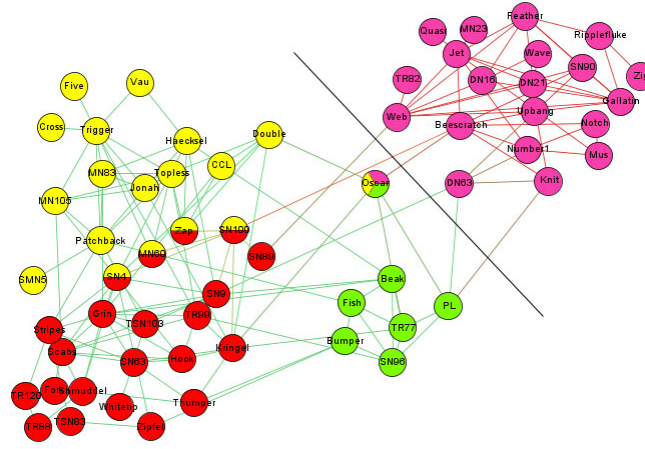 Feather
Quasi
MN23
Ripplefluke
Jet
Wave
SN90
TR82
DN16
DN21
Five
Vau
Gallatin
Web
Upbang
Beescratch
Notch
Cross
Trigger
Double
Haecksel
Number1
Mus
CCL
MN83
Topless
Jonah
Oscar
DN63
Knit
MN105
Patchback
Zap
SN100
MN60
SN89
SMN5
SN4
Beak
SN9
Fish
PL
Grin
TR99
TSN103
Stripes
TR77
Bumper
Scabs
Kringel
SN63
Hook
SN96
TR120
Fork
Shmuddel
Whitetip
Thumper
TSN83
TR88
Zipfel